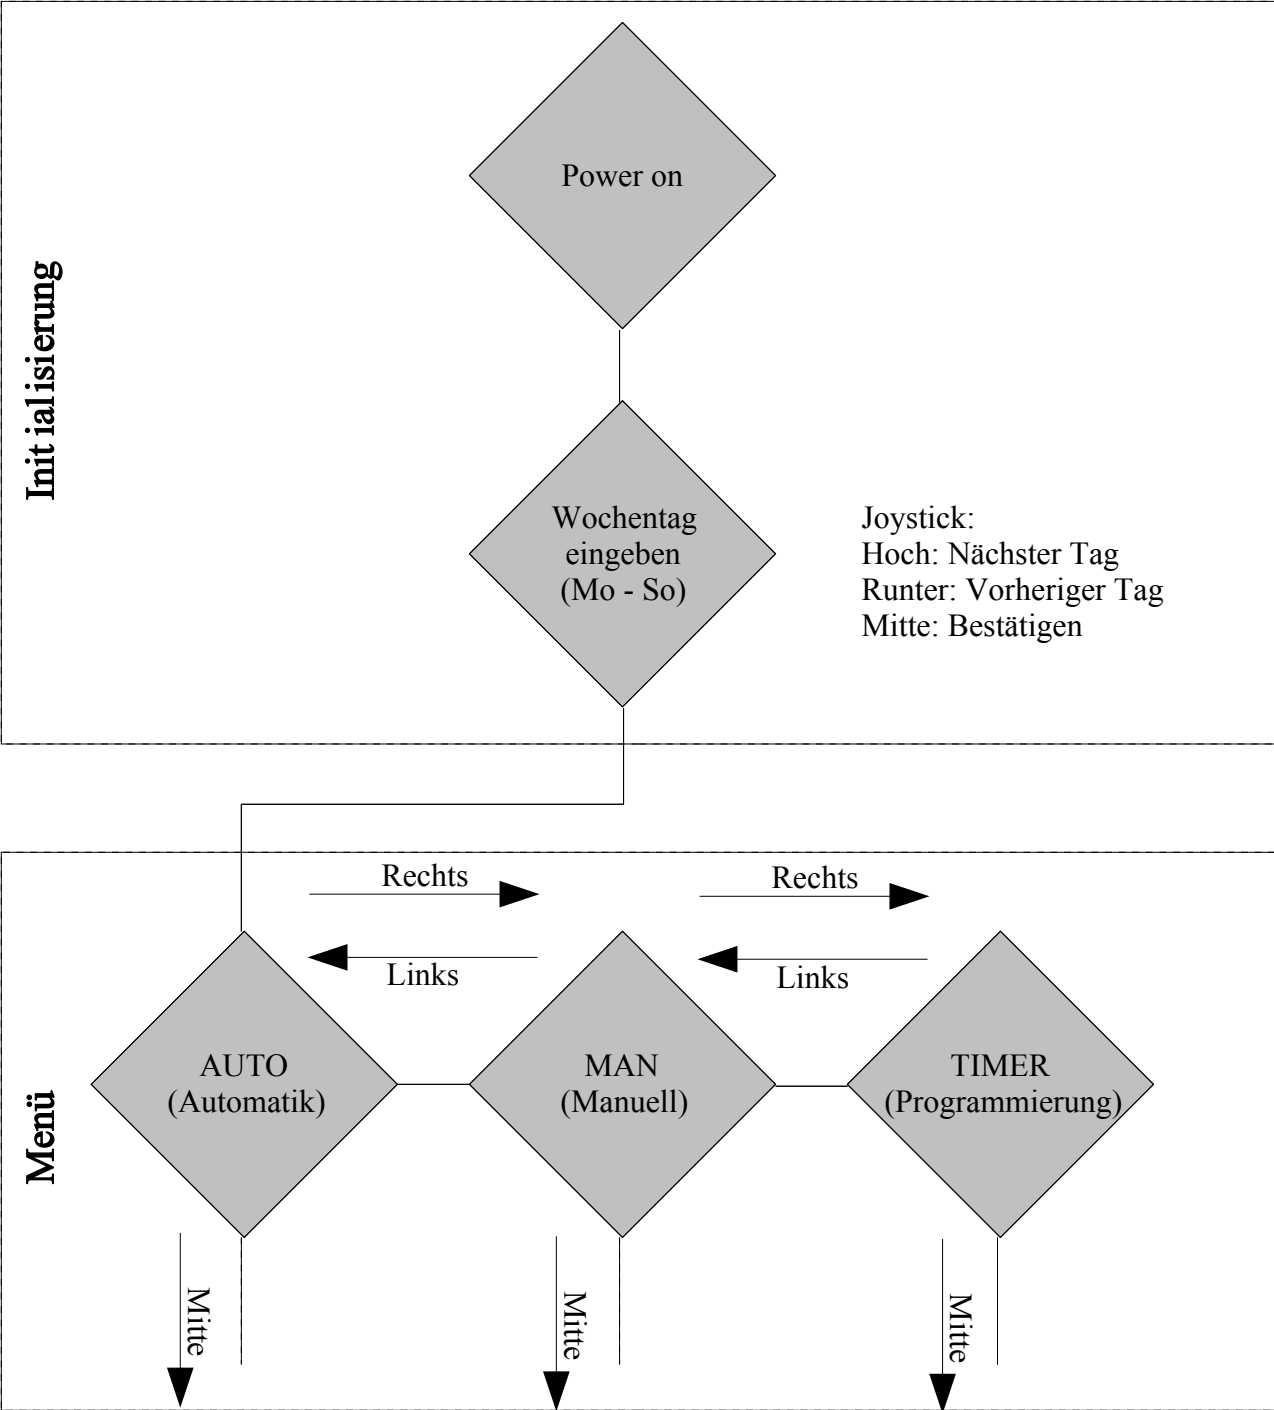 Initialisierung
Power on
Wochentag
eingeben
(Mo - So)
Joystick:
Hoch: Nächster Tag
Runter: Vorheriger Tag
Mitte: Bestätigen
Menü
Rechts
Rechts
Links
Links
AUTO
(Automatik)
MAN
(Manuell)
TIMER
(Programmierung)
Mitte
Mitte
Mitte